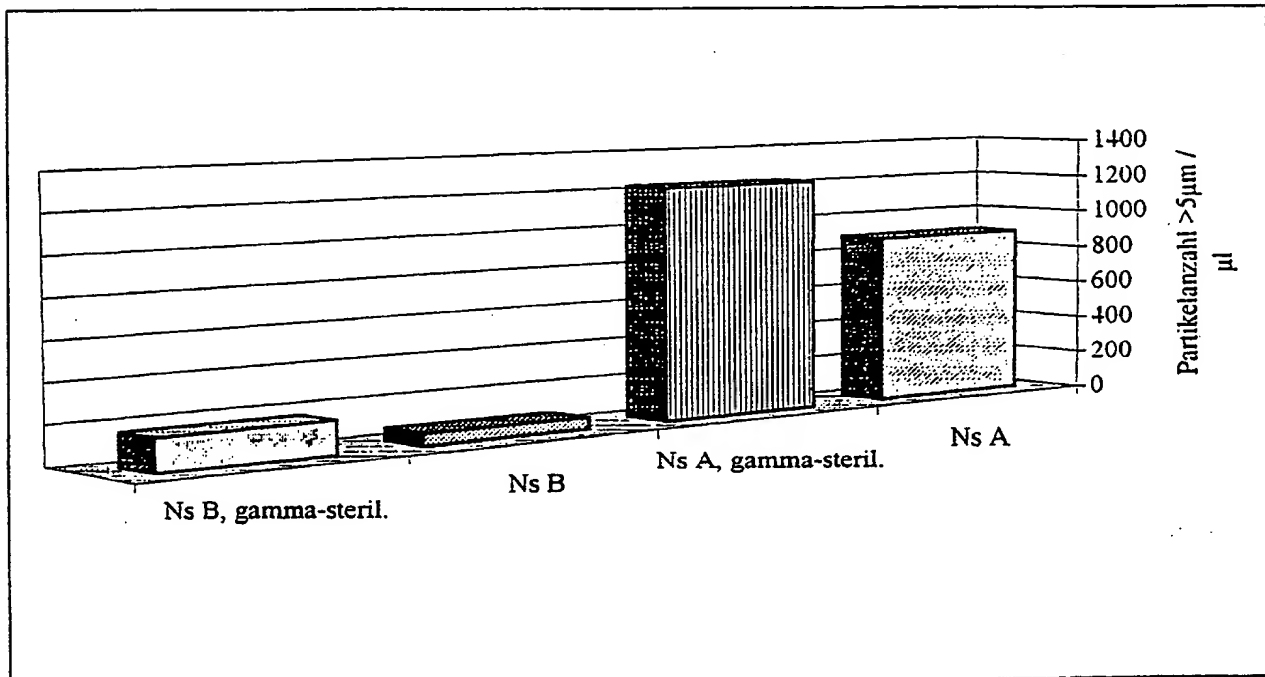 1400
1200
1000
800
600
400
200
0
Partikelanzahl >5µm /
µl
Ns B, gamma-steril.
Ns B
Ns A, gamma-steril.
Ns A